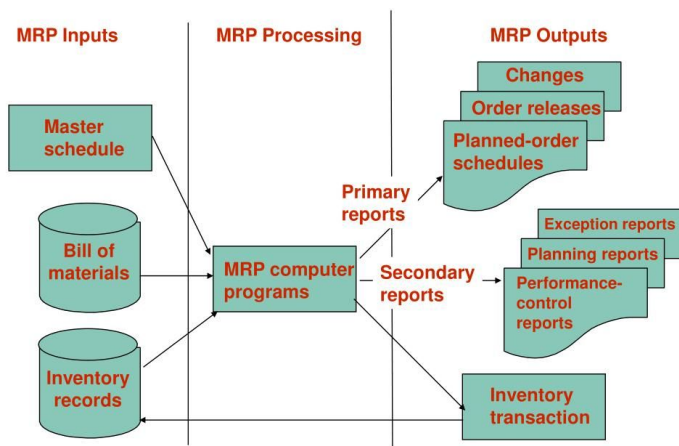 MRP Inputs
MRP Processing
MRP Outputs
Master
schedule
Bill of
materials
Inventory
records
MRP computer
programs
Primary
reports
Secondary
reports
Changes
Order releases
Planned-order
schedules
Exception reports
Planning reports
Performance-
control
reports
Inventory
transaction